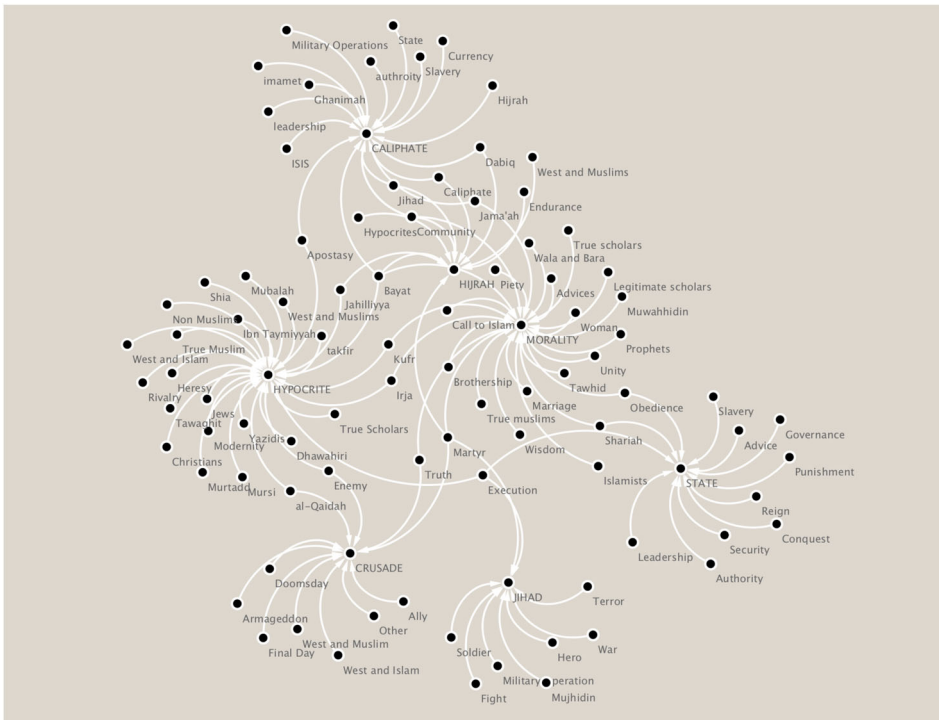 State
Military Operations
Currency
Slavery
authroity
imamet
Ghanimah
Hijrah
leadership
CALIPHATE
ISIS
Dabiq
West and Muslims
Caliphate
Jihad
Endurance
Jama'ah
Hypocrites
Community
True scholars
Apostasy
Wala and Bara
HIJRAH
Piety
Legitimate scholars
Bayat
Advices
Mubalah
Shia
Jahilliyya
Muwahhidin
West and Muslims
Non Muslims
Call to Islam
Woman
Ibn Taymiyyah
MORALITY
True Muslim
takfir
Prophets
West and Islam
Kufr
Unity
Heresy
HYPOCRITE
Brothership
Tawhid
Rivalry
Irja
Marriage
Obedience
Jews
Tawaghit
True muslims
Slavery
True Scholars
Governance
Yazidis
Modernity
Shariah
Advice
Wisdom
Dhawahiri
Martyr
Christians
Punishment
Truth
Islamists
STATE
Enemy
Execution
Murtadd
Mursi
al-Qaidah
Reign
Conquest
Security
Leadership
CRUSADE
Authority
Doomsday
JIHAD
Terror
Ally
Armageddon
Other
West and Muslim
War
Final Day
Soldier
Hero
West and Islam
Military Operation
Fight
Mujhidin